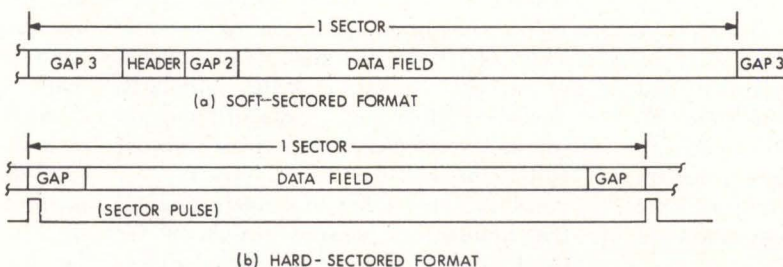 1 SECTOR
GAP 3 HEADER GAP 2 DATA FIELD GAP 3
(a) SOFT-SECTORED FORMAT
1 SECTOR
GAP DATA FIELD GAP
(SECTOR PULSE)
(b) HARD-SECTORED FORMAT